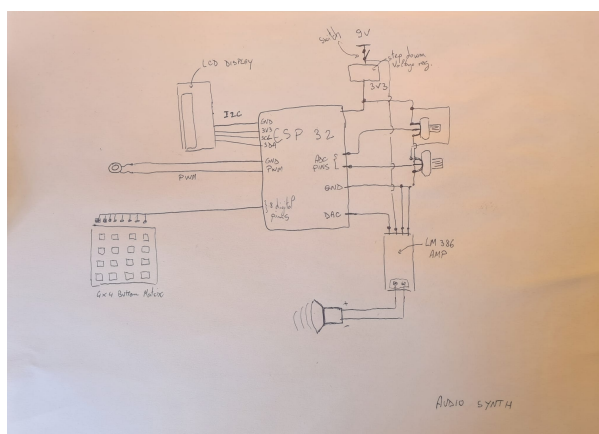 switch
9V
step down
voltage reg.
3V3
LCD DISPLAY
I2C
GND
3V3
SCL
SDA
ESP 32
ADC
PINS
GND
PWM
PWM
GND
8 digital
pins
DAC
LM 386
AMP
4x4 Button Matrix
+
-
AUDIO SYNTH